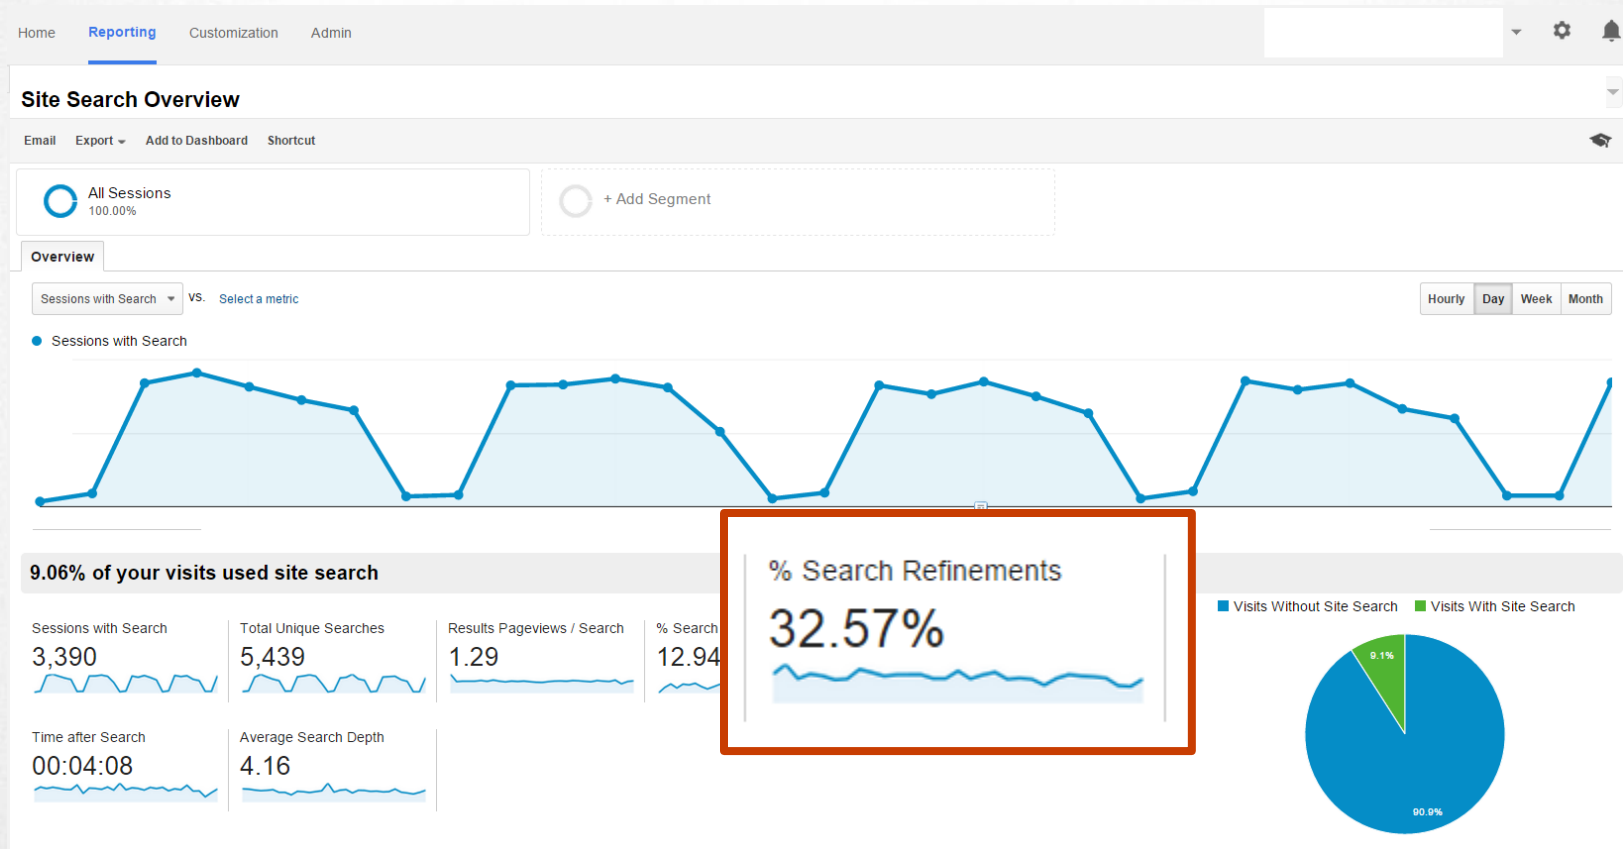 Home Reporting Customization Admin
Site Search Overview
Email Export Add to Dashboard Shortcut
All Sessions
100.00%
+ Add Segment
Overview
Sessions with Search VS. Select a metric
Hourly Day Week Month
Sessions with Search
9.06% of your visits used site search
Sessions with Search
3,390
Total Unique Searches
5,439
Results Pageviews / Search
1.29
% Search
12.94
% Search Refinements
32.57%
Time after Search
00:04:08
Average Search Depth
4.16
Visits Without Site Search Visits With Site Search
9.1%
90.9%